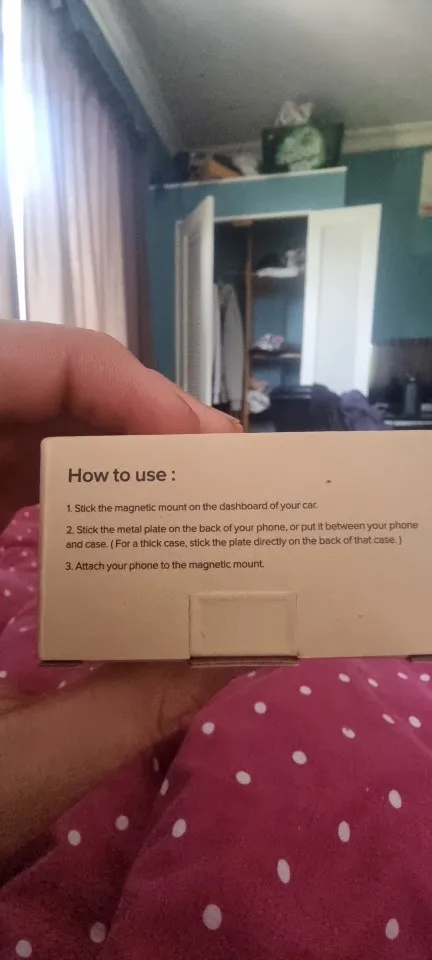 How to use :
1. Stick the magnetic mount on the dashboard of your car.
2. Stick the metal plate on the back of your phone, or put it between your phone
and case. ( For a thick case, stick the plate directly on the back of that case. )
3. Attach your phone to the magnetic mount.